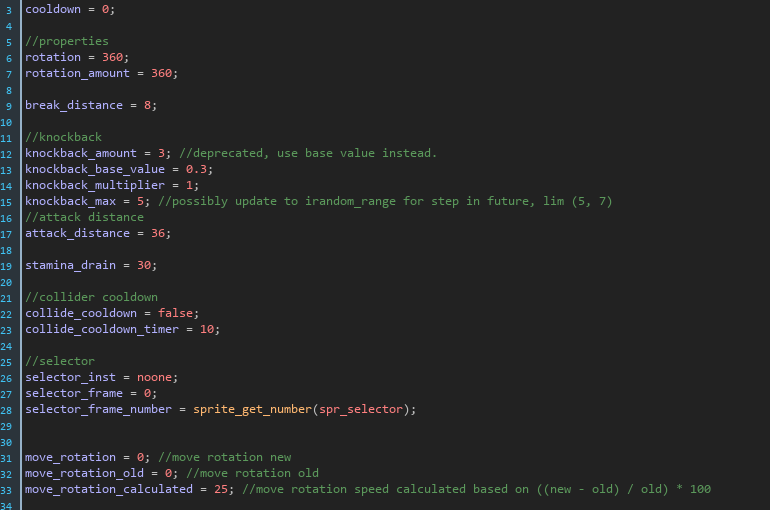 3 cooldown = 0;
4
5 //properties
6 rotation = 360;
7 rotation_amount = 360;
8
9 break_distance = 8;
10
11 //knockback
12 knockback_amount = 3; //deprecated, use base value instead.
13 knockback_base_value = 0.3;
14 knockback_multiplier = 1;
15 knockback_max = 5; //possibly update to irandom_range for step in future, lim (5, 7)
16 //attack distance
17 attack_distance = 36;
18
19 stamina_drain = 30;
20
21 //collider cooldown
22 collide_cooldown = false;
23 collide_cooldown_timer = 10;
24
25 //selector
26 selector_inst = noone;
27 selector_frame = 0;
28 selector_frame_number = sprite_get_number(spr_selector);
29
30
31 move_rotation = 0; //move rotation new
32 move_rotation_old = 0; //move rotation old
33 move_rotation_calculated = 25; //move rotation speed calculated based on ((new - old) / old) * 100
34